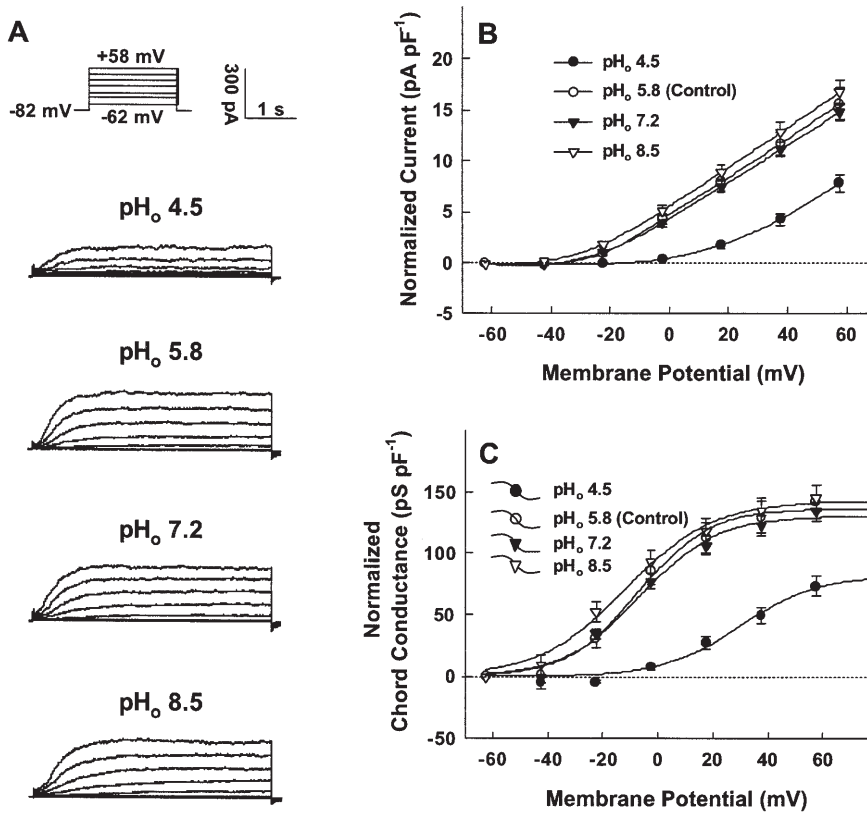 A
+58 mV
-82 mV
-62 mV
300 pA
1 s
pHo 4.5
pHo 5.8
pHo 7.2
pHo 8.5
B
Normalized Current (pA pF-1)
20
15
10
5
0
-5
pHo 4.5
pHo 5.8 (Control)
pHo 7.2
pHo 8.5
-60 -40 -20 0 20 40 60
Membrane Potential (mV)
C
Normalized
Chord Conductance (pS pF-1)
150
100
50
0
-50
pHo 4.5
pHo 5.8 (Control)
pHo 7.2
pHo 8.5
-60 -40 -20 0 20 40 60
Membrane Potential (mV)